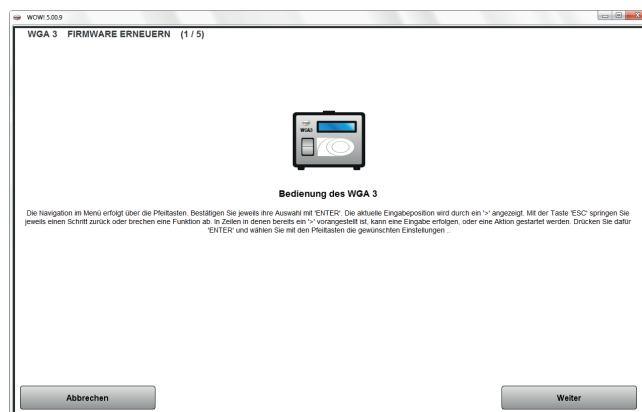 WOW! 5.00.9
WGA 3 FIRMWARE ERNEUERN (1 / 5)
WGA3
Bedienung des WGA 3
Die Navigation im Menü erfolgt über die Pfeiltasten. Bestätigen Sie jeweils ihre Auswahl mit 'ENTER'. Die aktuelle Eingabeposition wird durch ein '>' angezeigt. Mit der Taste 'ESC' springen Sie
jeweils einen Schritt zurück oder brechen eine Funktion ab. In Zeilen in denen bereits ein '>' vorangestellt ist, kann eine Eingabe erfolgen, oder eine Aktion gestartet werden. Drücken Sie dafür
'ENTER' und wählen Sie mit den Pfeiltasten die gewünschten Einstellungen ..
Abbrechen
Weiter